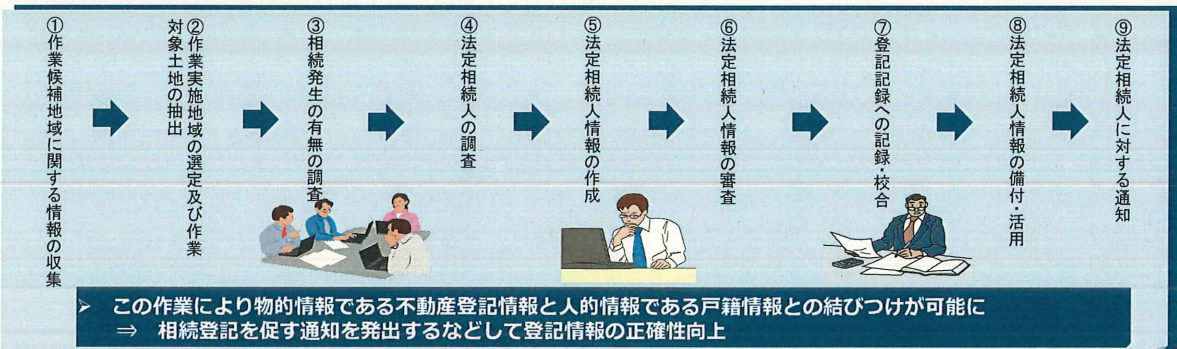 ①作業候補地域に関する情報の収集
②作業実施地域の選定及び作業
対象土地の抽出
③相続発生の有無の調査
④法定相続人の調査
⑤法定相続人情報の作成
⑥法定相続人情報の審査
⑦登記記録への記録・校合
⑧法定相続人情報の備付・活用
⑨法定相続人に対する通知
➢ この作業により物的情報である不動産登記情報と人的情報である戸籍情報との結びつけが可能に
⇒ 相続登記を促す通知を発出するなどして登記情報の正確性向上